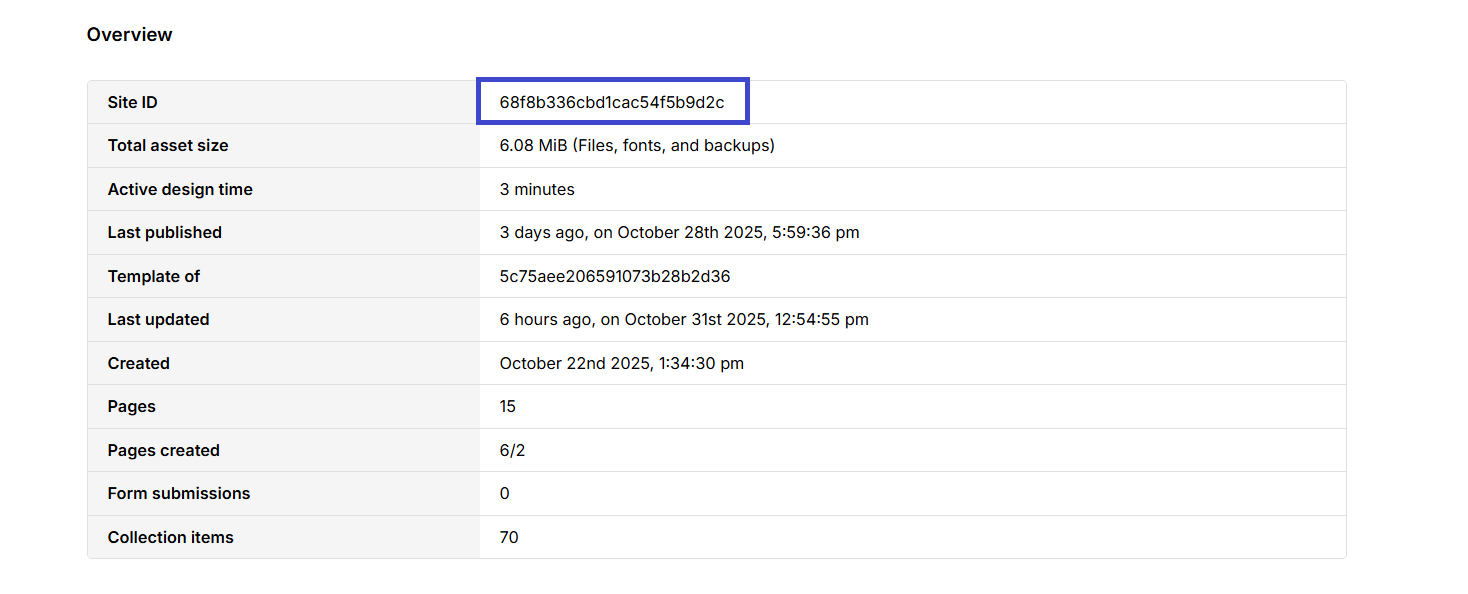 Overview
Site ID 68f8b336cbd1cac54f5b9d2c
Total asset size 6.08 MiB (Files, fonts, and backups)
Active design time 3 minutes
Last published 3 days ago, on October 28th 2025, 5:59:36 pm
Template of 5c75aee206591073b28b2d36
Last updated 6 hours ago, on October 31st 2025, 12:54:55 pm
Created October 22nd 2025, 1:34:30 pm
Pages 15
Pages created 6/2
Form submissions 0
Collection items 70